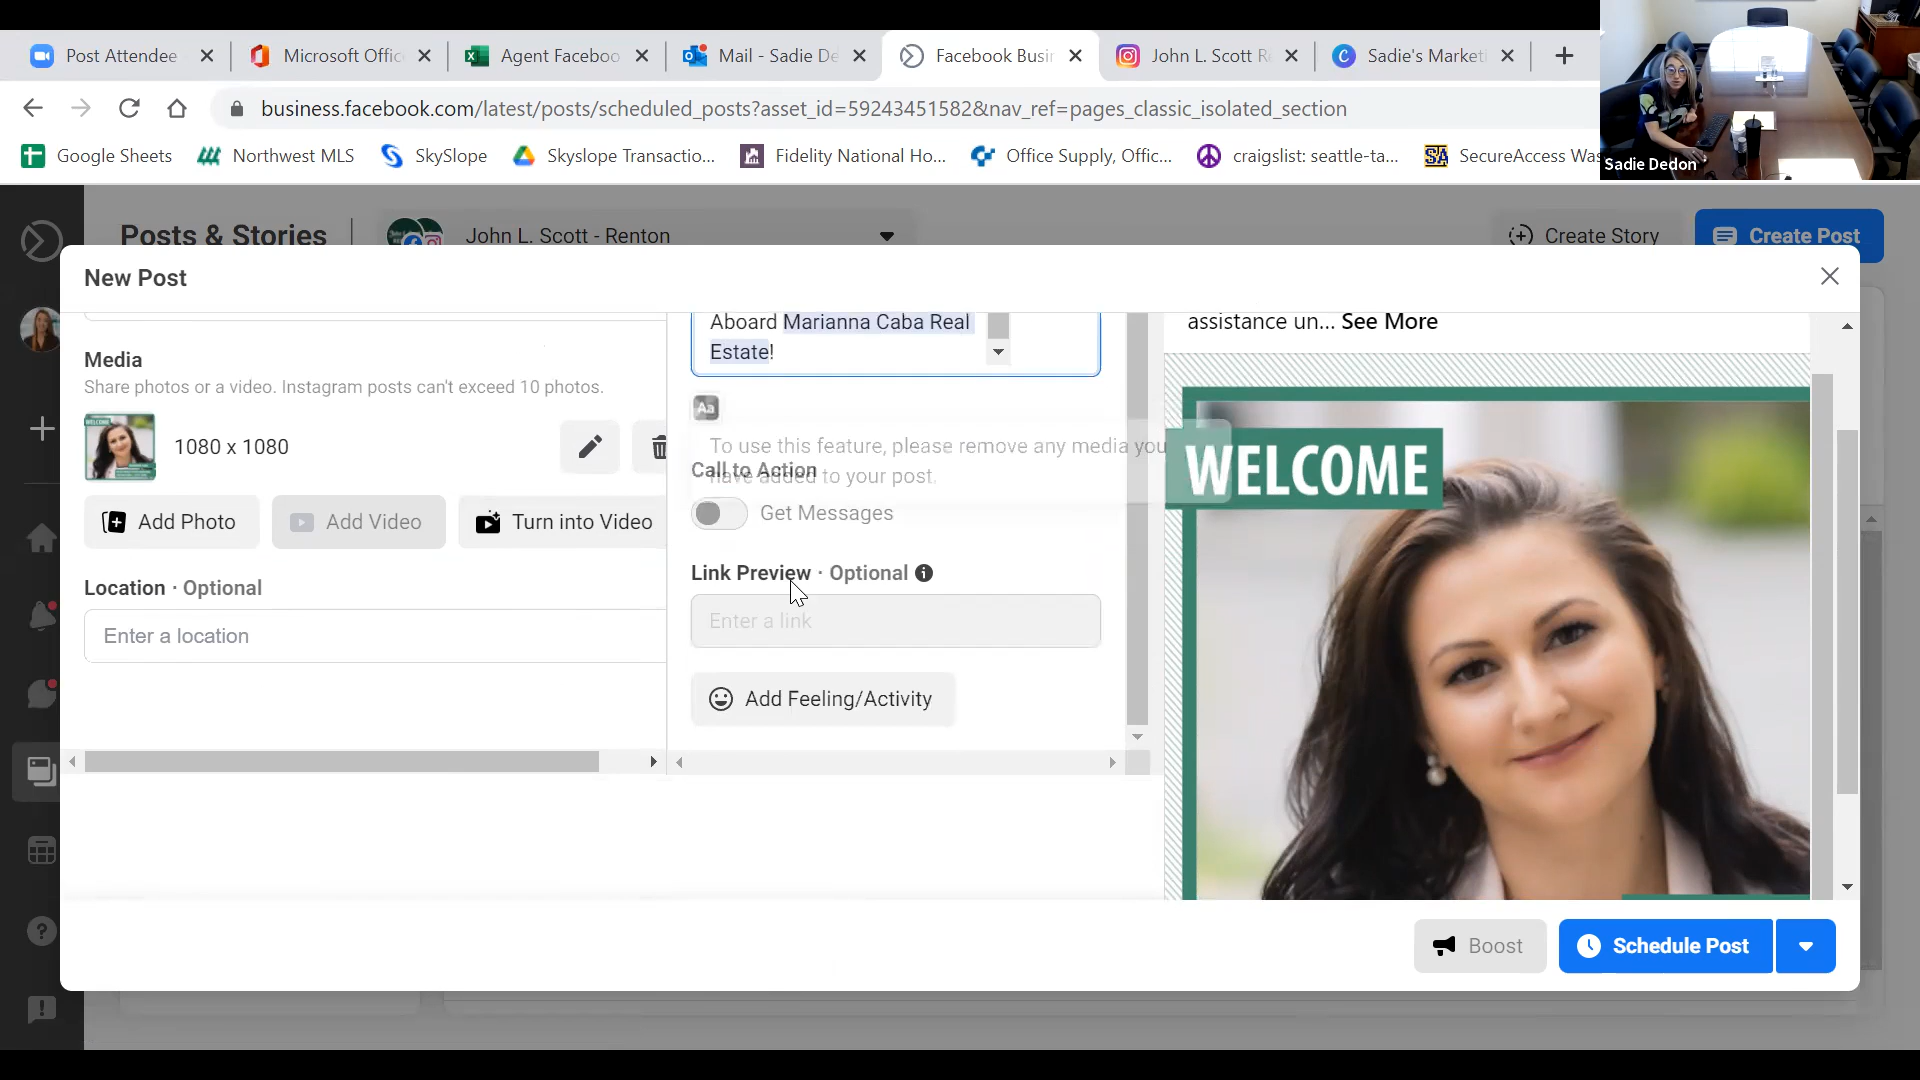 Post Attendee
Microsoft Offic
Agent Faceboo
Mail - Sadie De
Facebook Busin
John L. Scott R
Sadie's Marketi
business.facebook.com/latest/posts/scheduled_posts?asset_id=59243451582&nav_ref=pages_classic_isolated_section
Google Sheets
Northwest MLS
SkySlope
Skyslope Transactio...
Fidelity National Ho...
Office Supply, Offic...
craigslist: seattle-ta...
SecureAccess Was
Sadie Dedon
Posts & Stories
John L. Scott - Renton
Create Story
Create Post
New Post
Aboard Marianna Caba Real
Estate!
assistance un... See More
Media
Share photos or a video. Instagram posts can't exceed 10 photos.
WELCOME
1080 x 1080
Aa
To use this feature, please remove any media you
have added to your post.
Call to Action
Get Messages
WELCOME
Add Photo
Add Video
Turn into Video
Location · Optional
Enter a location
Link Preview · Optional
Enter a link
Add Feeling/Activity
Boost
Schedule Post